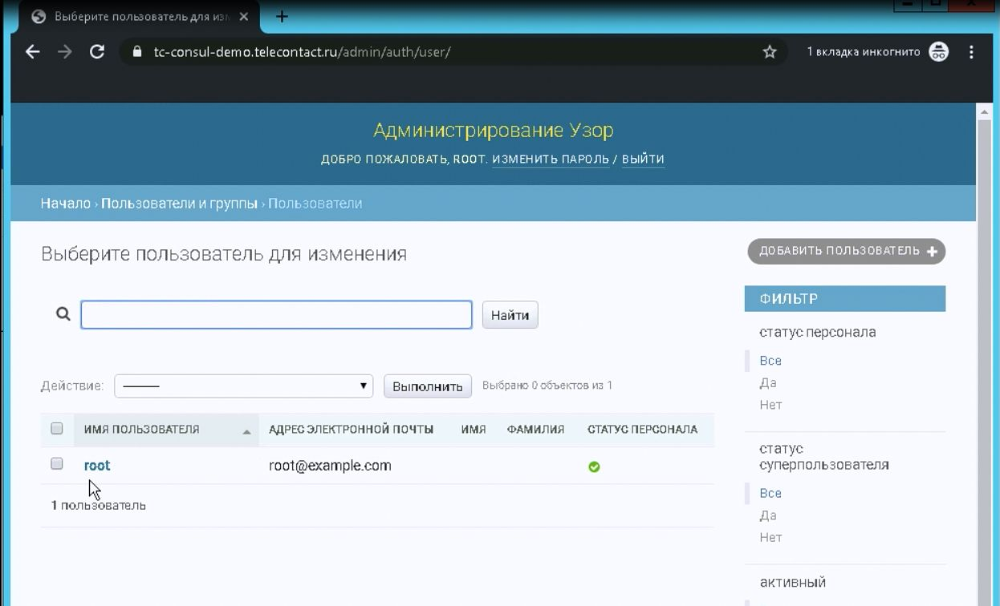 Выберите пользователь для изм
1 вкладка инкогнито
tc-consul-demo.telecontact.ru/admin/auth/user/
Администрирование Узор
ДОБРО ПОЖАЛОВАТЬ, ROOT. ИЗМЕНИТЬ ПАРОЛЬ / ВЫЙТИ
Начало › Пользователи и группы › Пользователи
Выберите пользователь для изменения
ДОБАВИТЬ ПОЛЬЗОВАТЕЛЬ
Найти
Действие:
Выполнить
Выбрано 0 объектов из 1
ИМЯ ПОЛЬЗОВАТЕЛЯ АДРЕС ЭЛЕКТРОННОЙ ПОЧТЫ ИМЯ ФАМИЛИЯ СТАТУС ПЕРСОНАЛА
root root@example.com
1 пользователь
ФИЛЬТР
статус персонала
Все
Да
Нет
статус
суперпользователя
Все
Да
Нет
активный